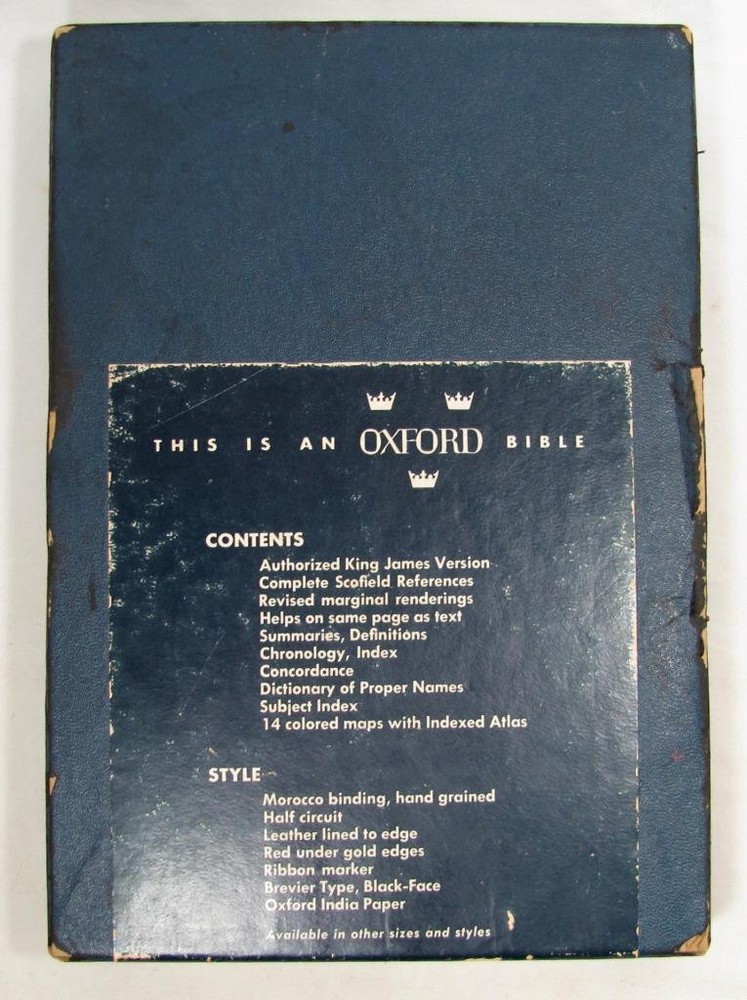 THIS IS AN OXFORD BIBLE
CONTENTS
Authorized King James Version
Complete Scofield References
Revised marginal renderings
Helps on same page as text
Summaries, Definitions
Chronology, Index
Concordance
Dictionary of Proper Names
Subject Index
14 colored maps with Indexed Atlas
STYLE
Morocco binding, hand grained
Half circuit
Leather lined to edge
Red under gold edges
Ribbon marker
Brevier Type, Black-Face
Oxford India Paper
Available in other sizes and styles